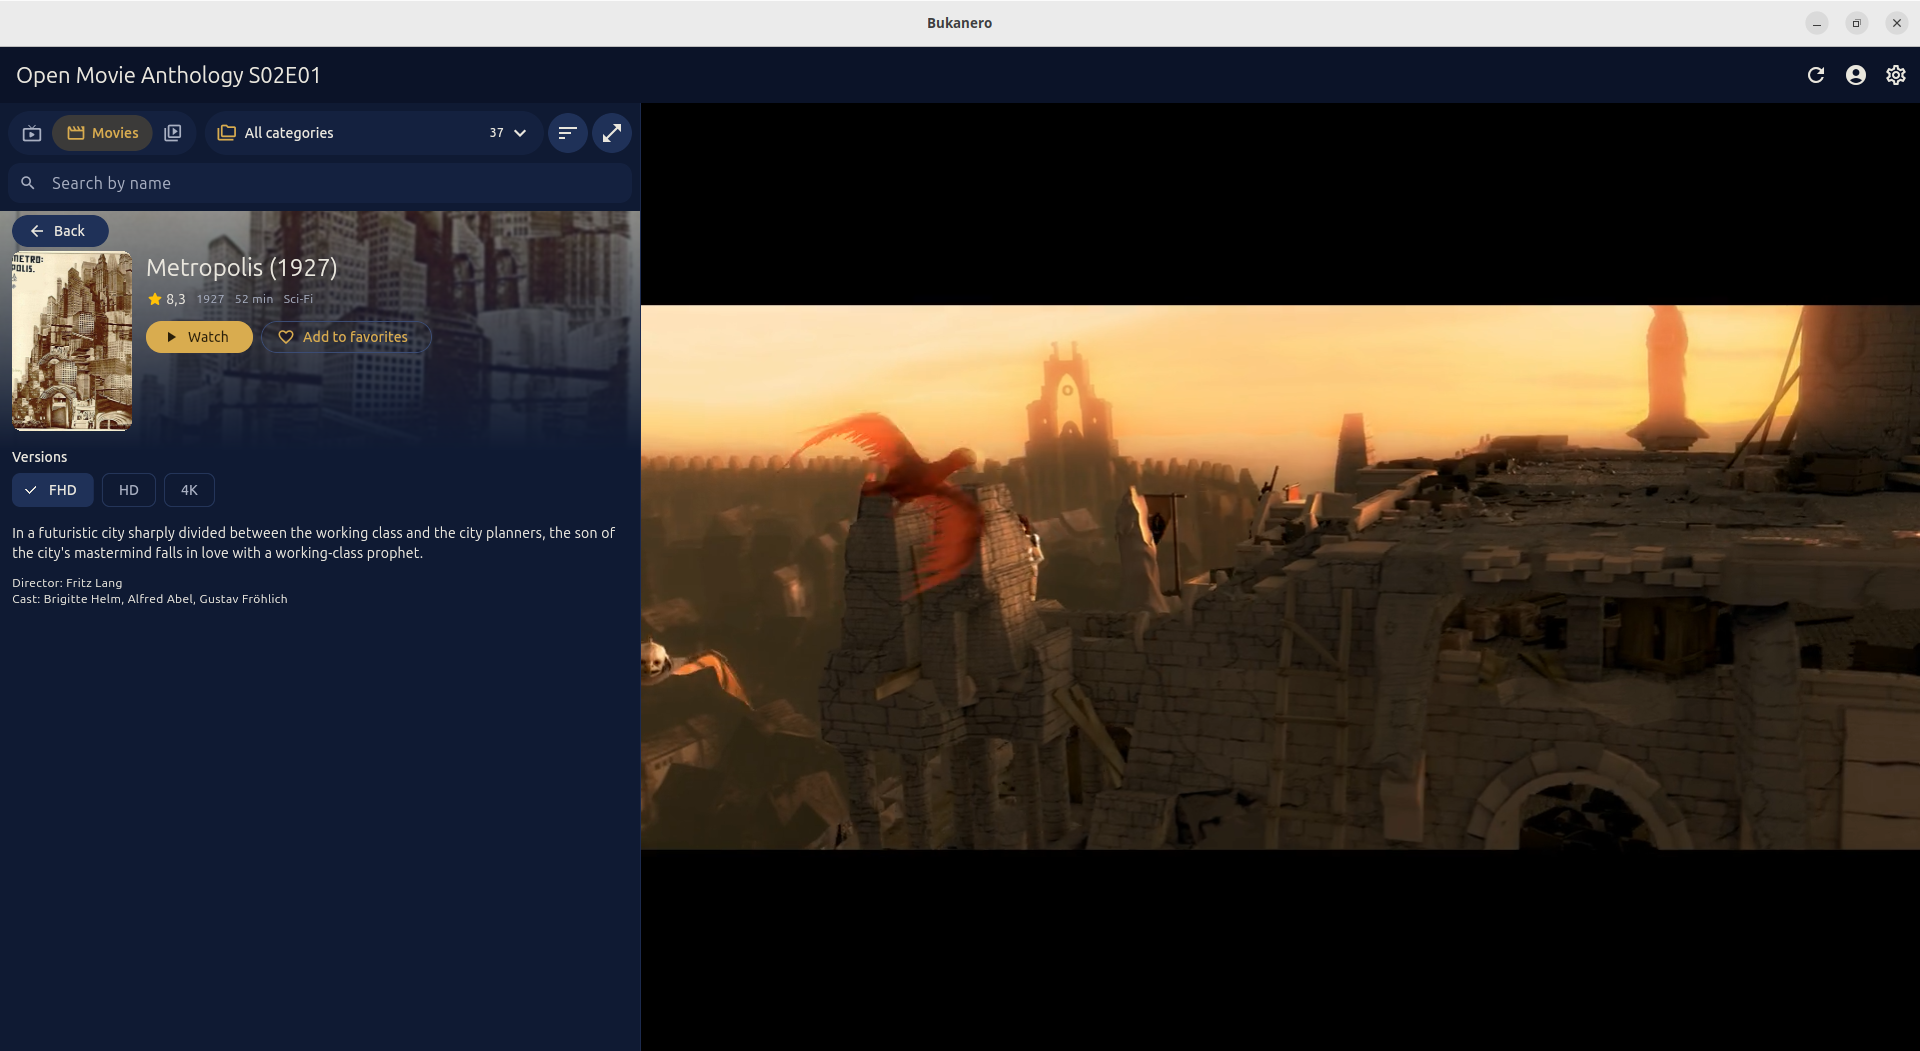 Bukanero
Open Movie Anthology S02E01
Movies
All categories 37
Search by name
Back
METRO:
POLIS.
Metropolis (1927)
8,3 1927 52 min Sci-Fi
Watch Add to favorites
Versions
FHD HD 4K
In a futuristic city sharply divided between the working class and the city planners, the son of
the city's mastermind falls in love with a working-class prophet.
Director: Fritz Lang
Cast: Brigitte Helm, Alfred Abel, Gustav Fröhlich